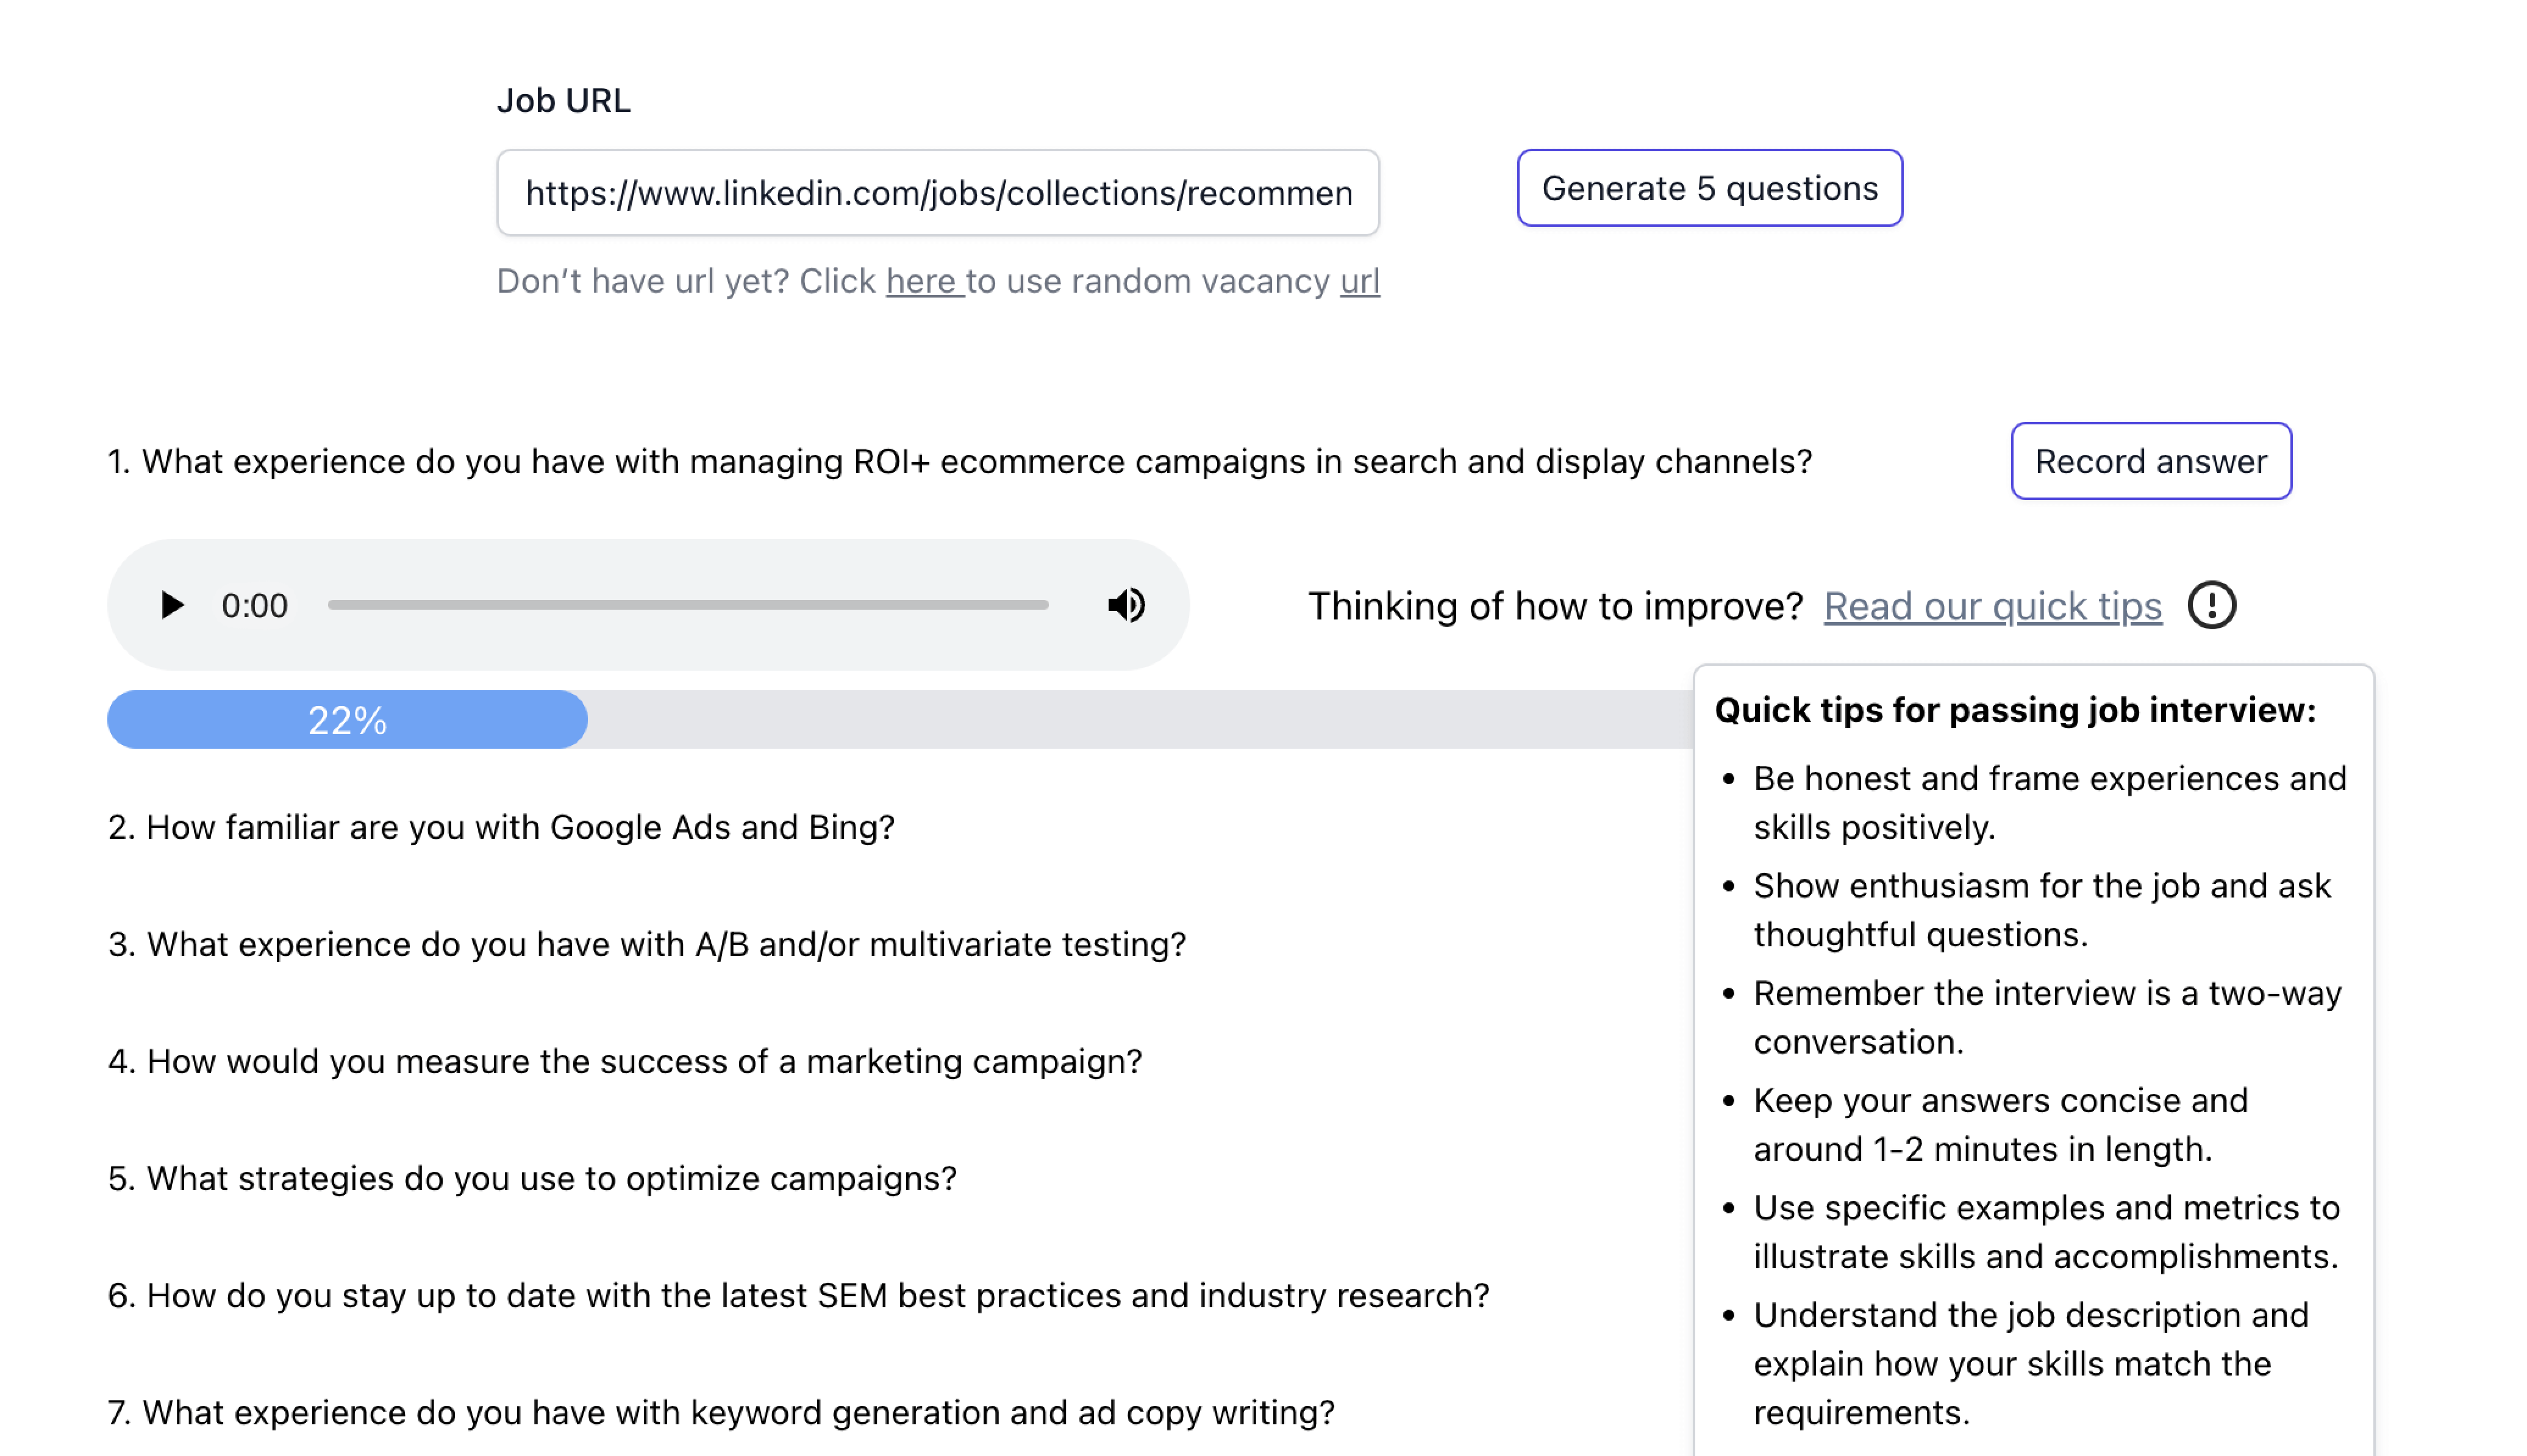 Job URL
https://www.linkedin.com/jobs/collections/recommen
Generate 5 questions
Don't have url yet? Click here to use random vacancy url
1. What experience do you have with managing ROI+ ecommerce campaigns in search and display channels?
Record answer
0:00
Thinking of how to improve? Read our quick tips
22%
2. How familiar are you with Google Ads and Bing?
3. What experience do you have with A/B and/or multivariate testing?
4. How would you measure the success of a marketing campaign?
5. What strategies do you use to optimize campaigns?
6. How do you stay up to date with the latest SEM best practices and industry research?
7. What experience do you have with keyword generation and ad copy writing?
Quick tips for passing job interview:
• Be honest and frame experiences and
skills positively.
• Show enthusiasm for the job and ask
thoughtful questions.
• Remember the interview is a two-way
conversation.
• Keep your answers concise and
around 1-2 minutes in length.
• Use specific examples and metrics to
illustrate skills and accomplishments.
• Understand the job description and
explain how your skills match the
requirements.